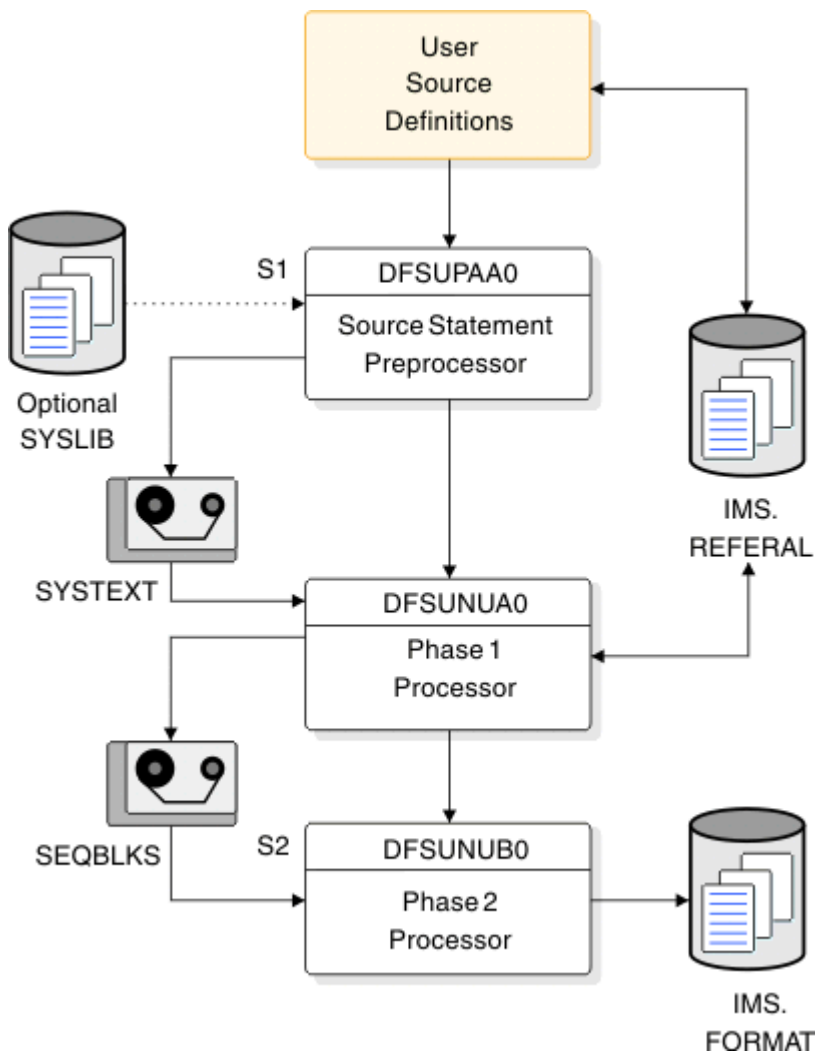 User
Source
Definitions
S1
DFSUPAA0
Source Statement
Preprocessor
Optional
SYSLIB
IMS.
REFERAL
SYSTEXT
DFSUNUA0
Phase 1
Processor
SEQBLKS
S2
DFSUNUB0
Phase 2
Processor
IMS.
FORMAT